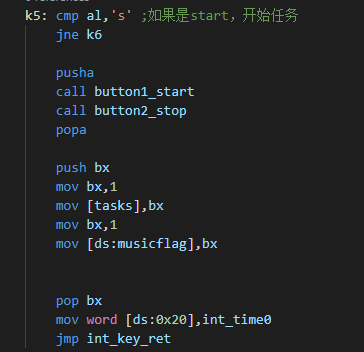 k5: cmp al,'s' ;如果是start，开始任务
jne k6
pusha
call button1_start
call button2_stop
popa
push bx
mov bx,1
mov [tasks],bx
mov bx,1
mov [ds:musicflag],bx
pop bx
mov word [ds:0x20],int_time0
jmp int_key_ret